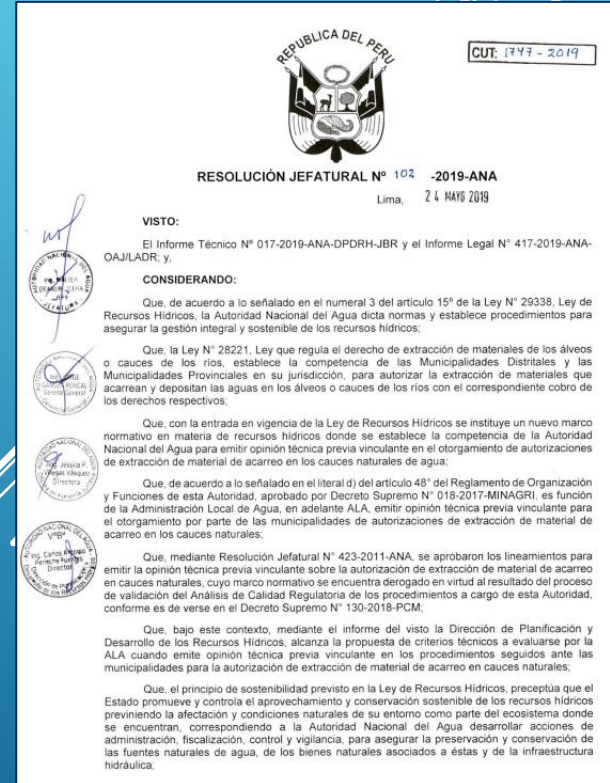 REPUBLICA DEL PERU
CUT: 1747 - 2019
RESOLUCIÓN JEFATURAL Nº 102 -2019-ANA
Lima, 24 MAYO 2019
VISTO:
El Informe Técnico Nº 017-2019-ANA-DPDRH-JBR y el Informe Legal N° 417-2019-ANA-
OAJ/LADR; y,
CONSIDERANDO:
Que, de acuerdo a lo señalado en el numeral 3 del artículo 15º de la Ley N° 29338, Ley de
Recursos Hídricos, la Autoridad Nacional del Agua dicta normas y establece procedimientos para
asegurar la gestión integral y sostenible de los recursos hídricos;
Que, la Ley N° 28221, Ley que regula el derecho de extracción de materiales de los álveos
o cauces de los ríos, establece la competencia de las Municipalidades Distritales y las
Municipalidades Provinciales en su jurisdicción, para autorizar la extracción de materiales que
acarrean y depositan las aguas en los álveos o cauces de los ríos con el correspondiente cobro de
los derechos respectivos;
Que, con la entrada en vigencia de la Ley de Recursos Hídricos se instituye un nuevo marco
normativo en materia de recursos hídricos donde se establece la competencia de la Autoridad
Nacional del Agua para emitir opinión técnica previa vinculante en el otorgamiento de autorizaciones
de extracción de material de acarreo en los cauces naturales de agua;
Que, de acuerdo a lo señalado en el literal d) del artículo 48° del Reglamento de Organización
y Funciones de esta Autoridad, aprobado por Decreto Supremo N° 018-2017-MINAGRI, es función
de la Administración Local de Agua, en adelante ALA, emitir opinión técnica previa vinculante para
el otorgamiento por parte de las municipalidades de autorizaciones de extracción de material de
acarreo en los cauces naturales;
Que, mediante Resolución Jefatural N° 423-2011-ANA, se aprobaron los lineamientos para
emitir la opinión técnica previa vinculante sobre la autorización de extracción de material de acarreo
en cauces naturales, cuyo marco normativo se encuentra derogado en virtud al resultado del proceso
de validación del Análisis de Calidad Regulatoria de los procedimientos a cargo de esta Autoridad,
conforme es de verse en el Decreto Supremo N° 130-2018-PCM;
Que, bajo este contexto, mediante el informe del visto la Dirección de Planificación y
Desarrollo de los Recursos Hídricos, alcanza la propuesta de criterios técnicos a evaluarse por la
ALA cuando emite opinión técnica previa vinculante en los procedimientos seguidos ante las
municipalidades para la autorización de extracción de material de acarreo en cauces naturales;
Que, el principio de sostenibilidad previsto en la Ley de Recursos Hídricos, preceptúa que el
Estado promueve y controla el aprovechamiento y conservación sostenible de los recursos hídricos
previniendo la afectación y condiciones naturales de su entorno como parte del ecosistema donde
se encuentran, correspondiendo a la Autoridad Nacional del Agua desarrollar acciones de
administración, fiscalización, control y vigilancia, para asegurar la preservación y conservación de
las fuentes naturales de agua, de los bienes naturales asociados a éstas y de la infraestructura
hidráulica;
JEFATURA
Gerente General
Ing. Jessica P.
Villegas Vásquez
Directora
V°B°
Ing. Carlos Antonio
Perleche Fuentes
Director